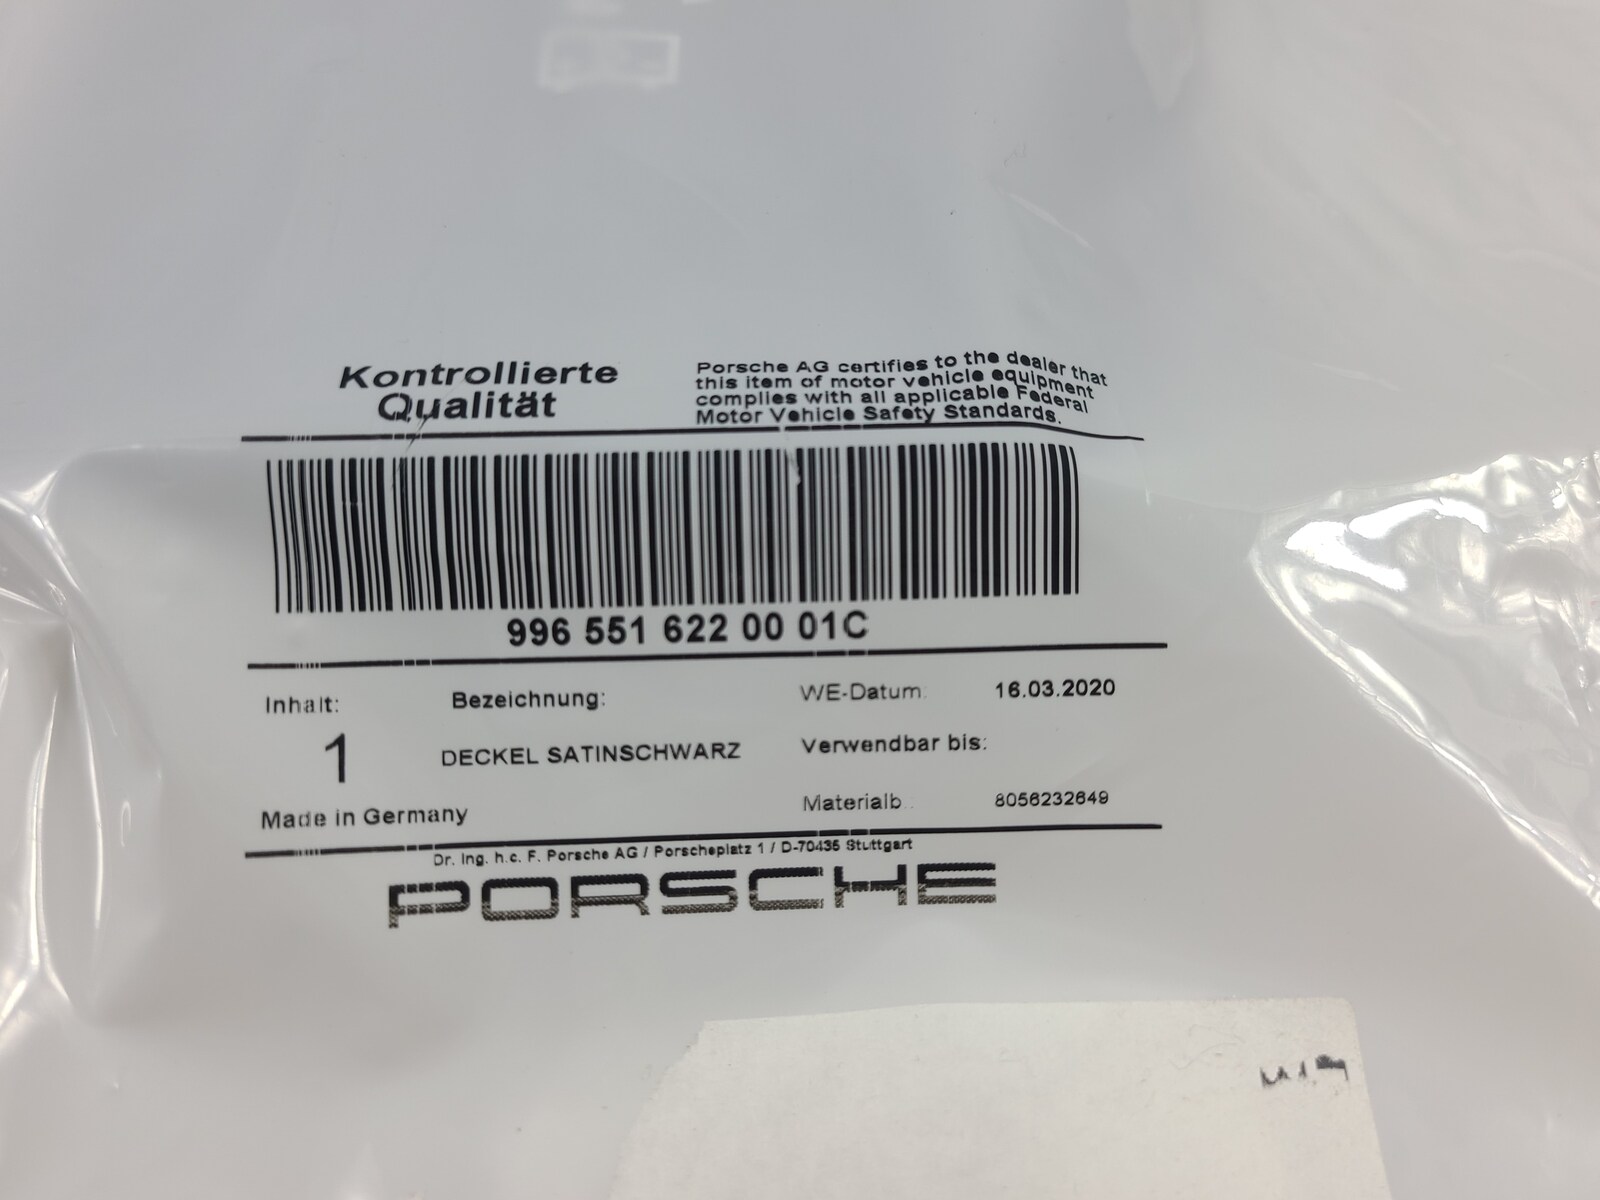 Kontrollierte
Qualität
Porsche AG certifies to the dealer that
this item of motor vehicle equipment
complies with all applicable Federal
Motor Vehicle Safety Standards.
996 551 622 00 01C
Inhalt:
1
Bezeichnung:
DECKEL SATINSCHWARZ
WE-Datum: 16.03.2020
Verwendbar bis:
Materialb.. 8056232649
Made in Germany
Dr. Ing. h.c. F. Porsche AG / Porscheplatz 1 / D-70435 Stuttgart
PORSCHE